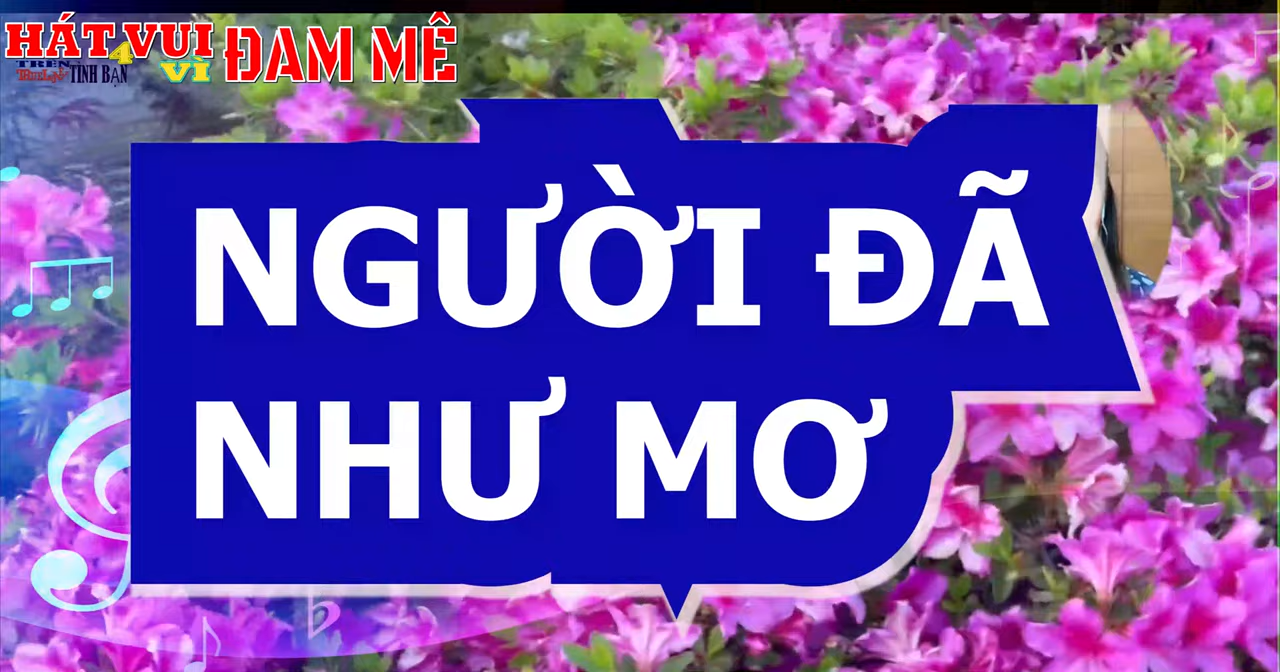 HÁT 4 VUI VÌ ĐAM MÊ
TRÊN TÌNH BẠN
NGƯỜI ĐÃ
NHƯ MƠ